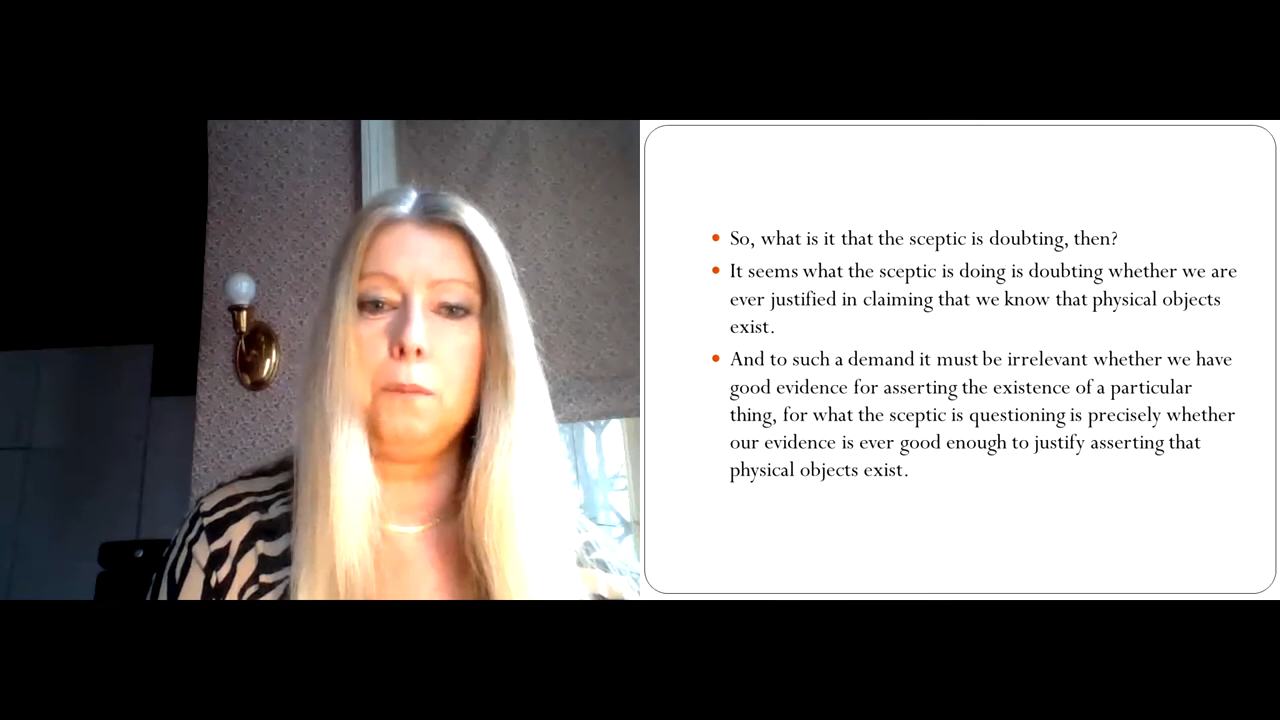 So, what is it that the sceptic is doubting, then?
It seems what the sceptic is doing is doubting whether we are
ever justified in claiming that we know that physical objects
exist.
And to such a demand it must be irrelevant whether we have
good evidence for asserting the existence of a particular
thing, for what the sceptic is questioning is precisely whether
our evidence is ever good enough to justify asserting that
physical objects exist.